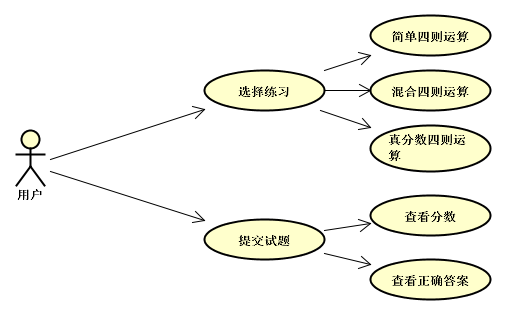 简单四则运算
选择练习
混合四则运算
真分数四则运
算
用户
查看分数
提交试题
查看正确答案